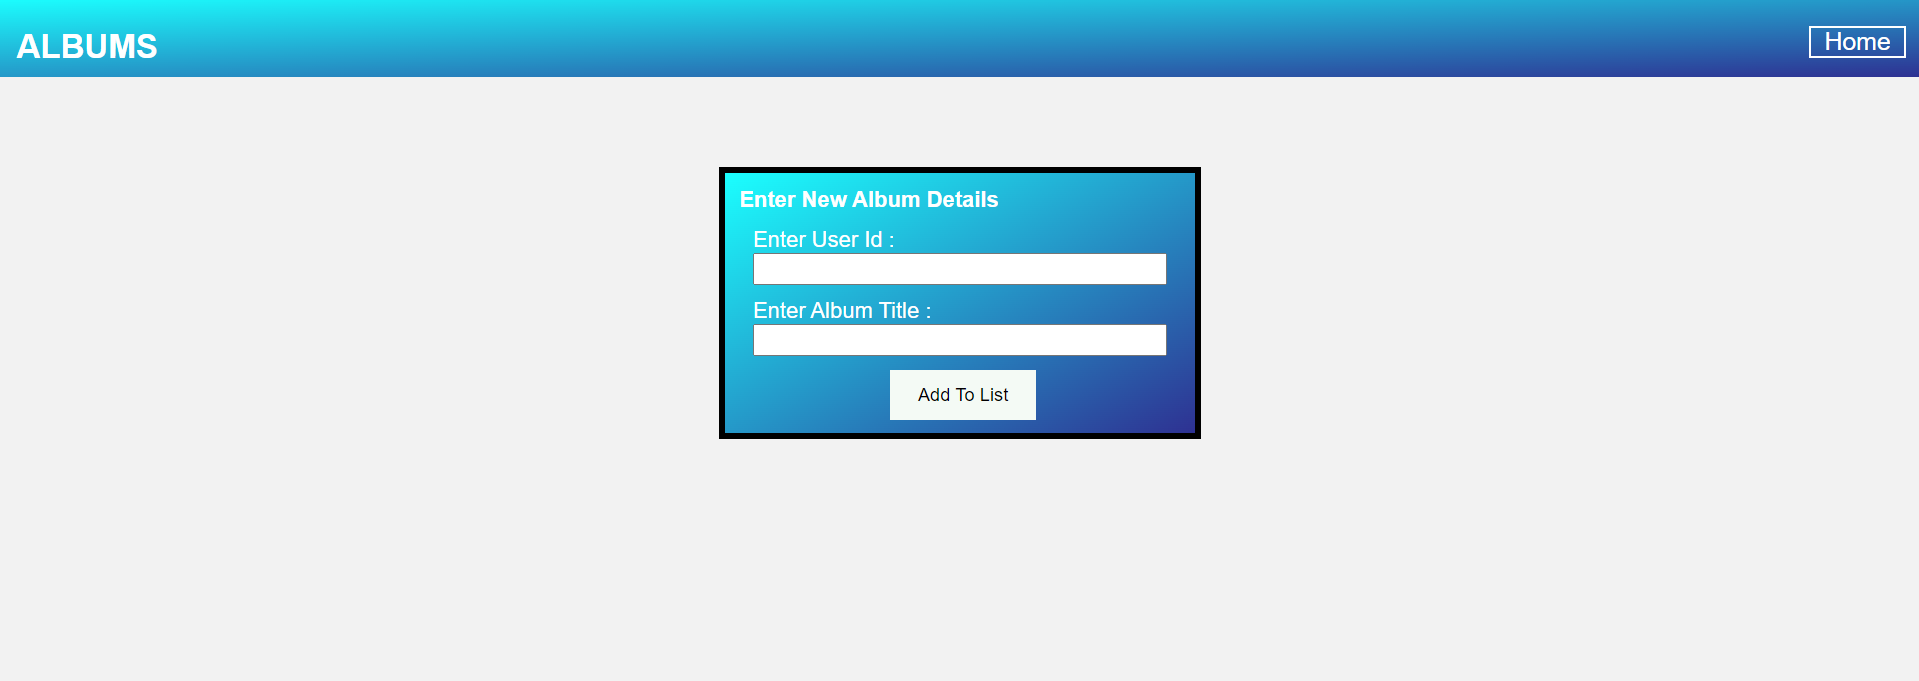 ALBUMS
Home
Enter New Album Details
Enter User Id :
Enter Album Title :
Add To List